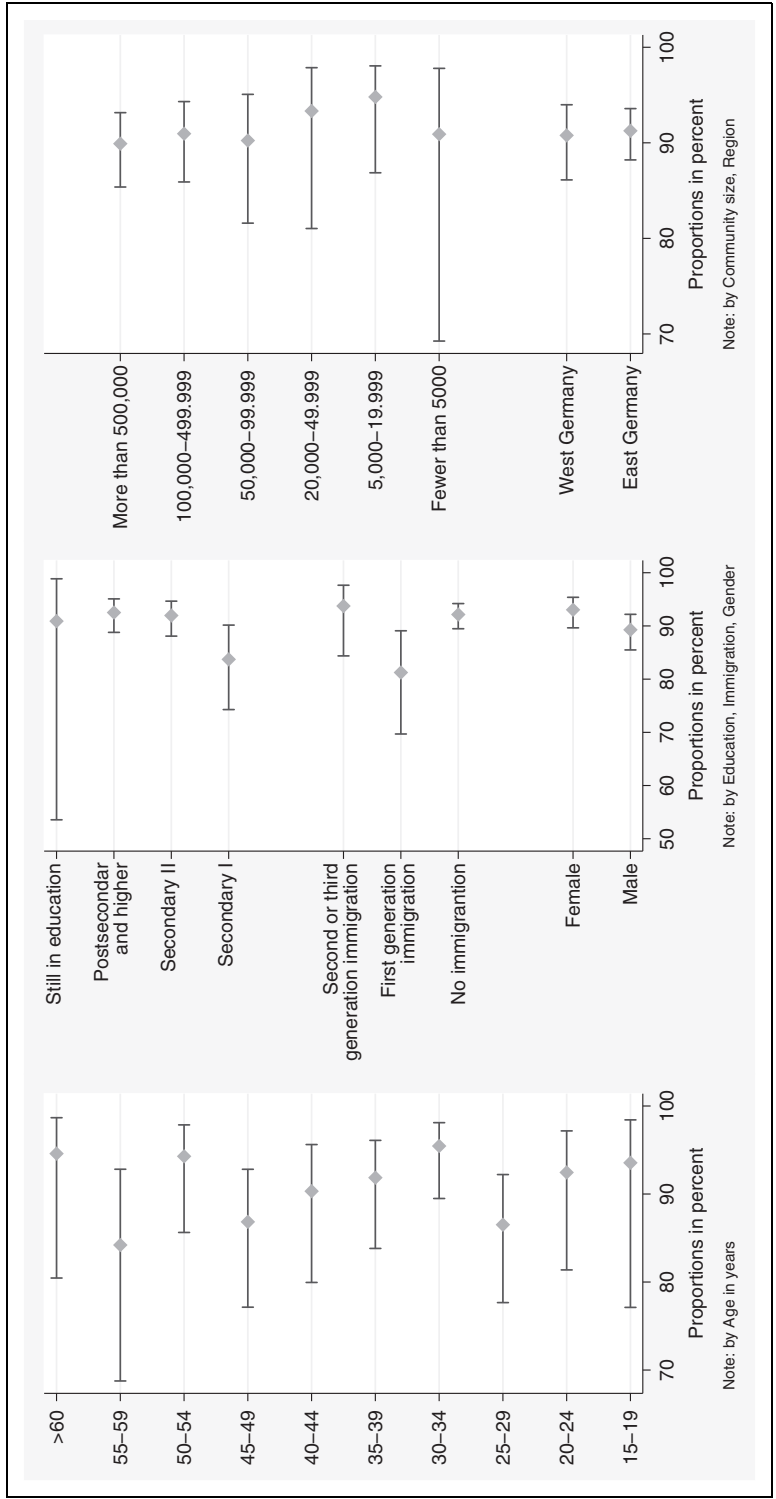 >60
55–59
50–54
45–49
40–44
35–39
30–34
25–29
20–24
15–19
70
80
90
100
Proportions in percent
Note: by Age in years
Still in education
Postsecondar
and higher
Secondary II
Secondary I
Second or third
generation immigration
First generation
immigration
No immigrantion
Female
Male
50
60
70
80
90
100
Proportions in percent
Note: by Education, Immigration, Gender
More than 500,000
100,000–499.999
50,000–99.999
20,000–49.999
5,000–19.999
Fewer than 5000
West Germany
East Germany
70
80
90
100
Proportions in percent
Note: by Community size, Region